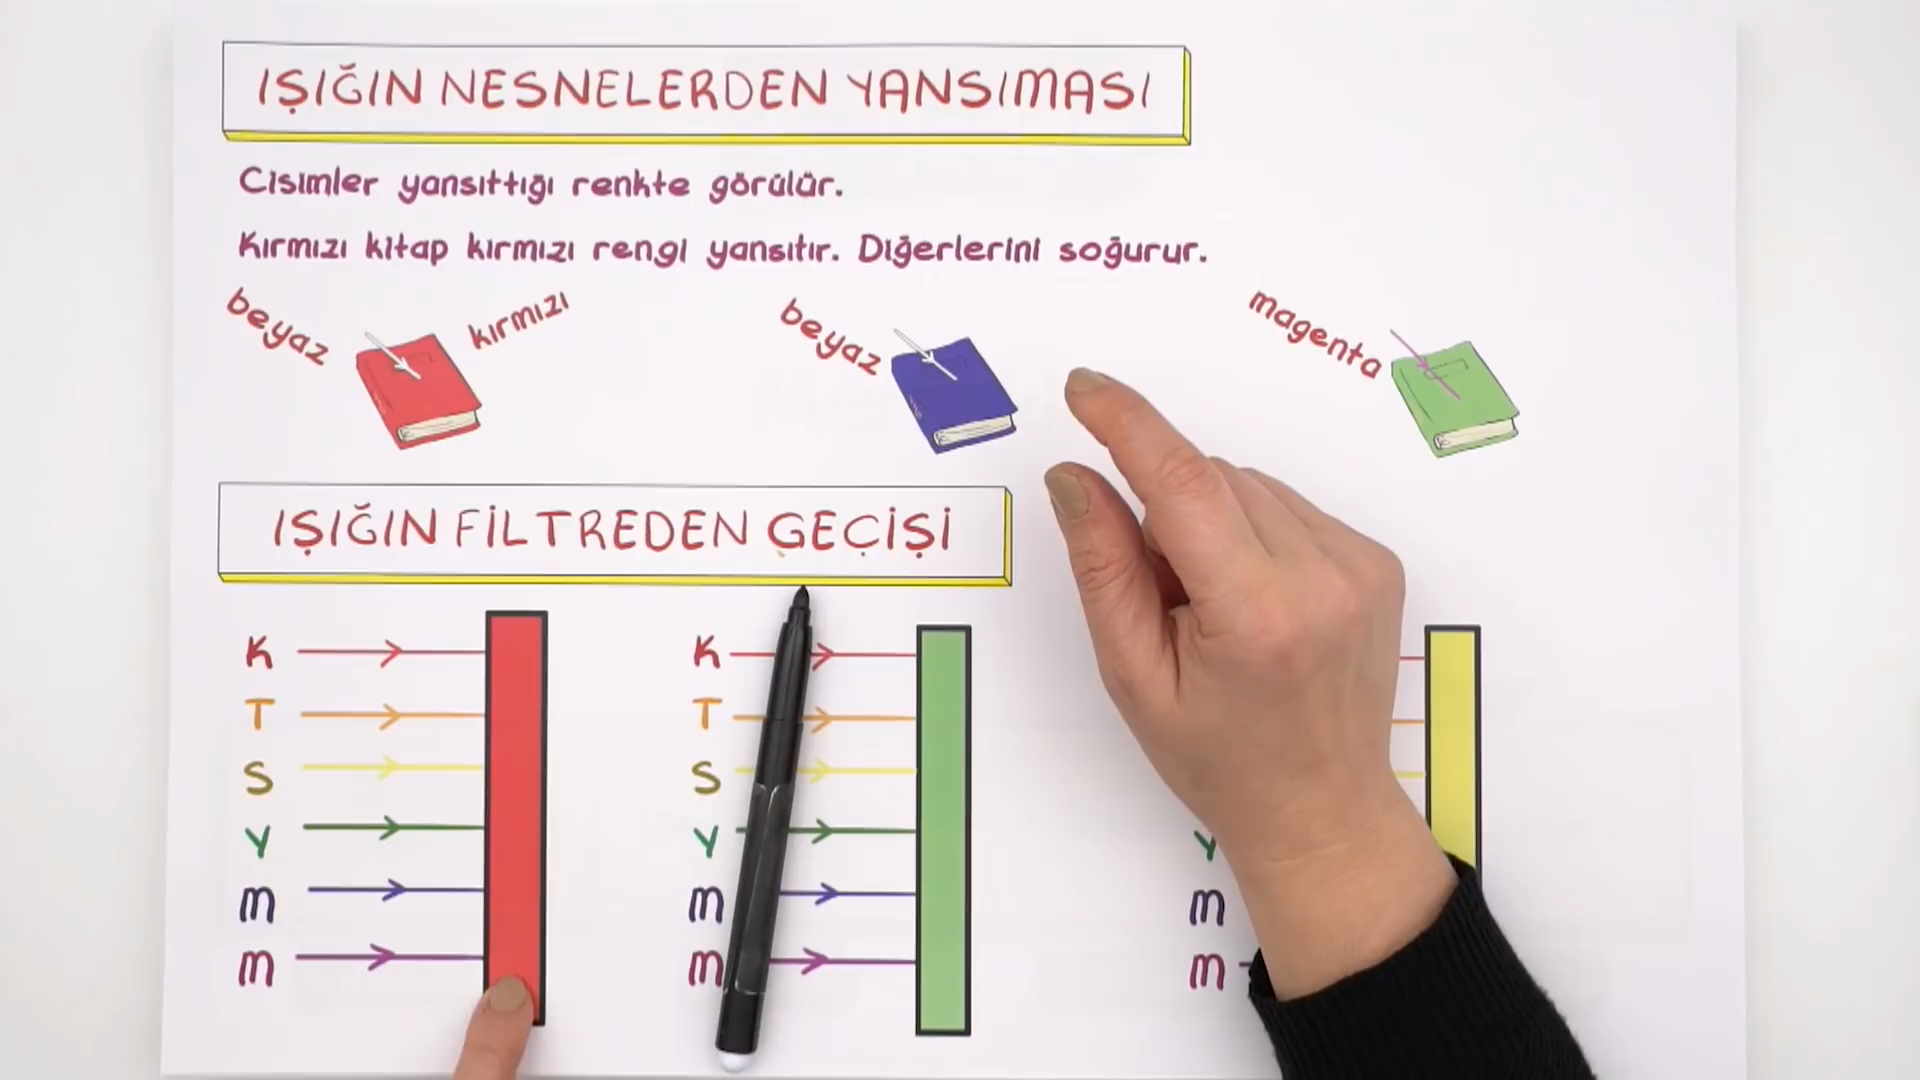 IŞIĞIN NESNELERDEN YANSIMASI
Cisimler yansıttığı renkte görülür.
Kırmızı kitap kırmızı rengi yansıtır. Diğerlerini soğurur.
beyaz kırmızı beyaz magenta
IŞIĞIN FİLTREDEN GEÇİŞİ
K K
T T
S S
Y Y Y
m m m
m m m